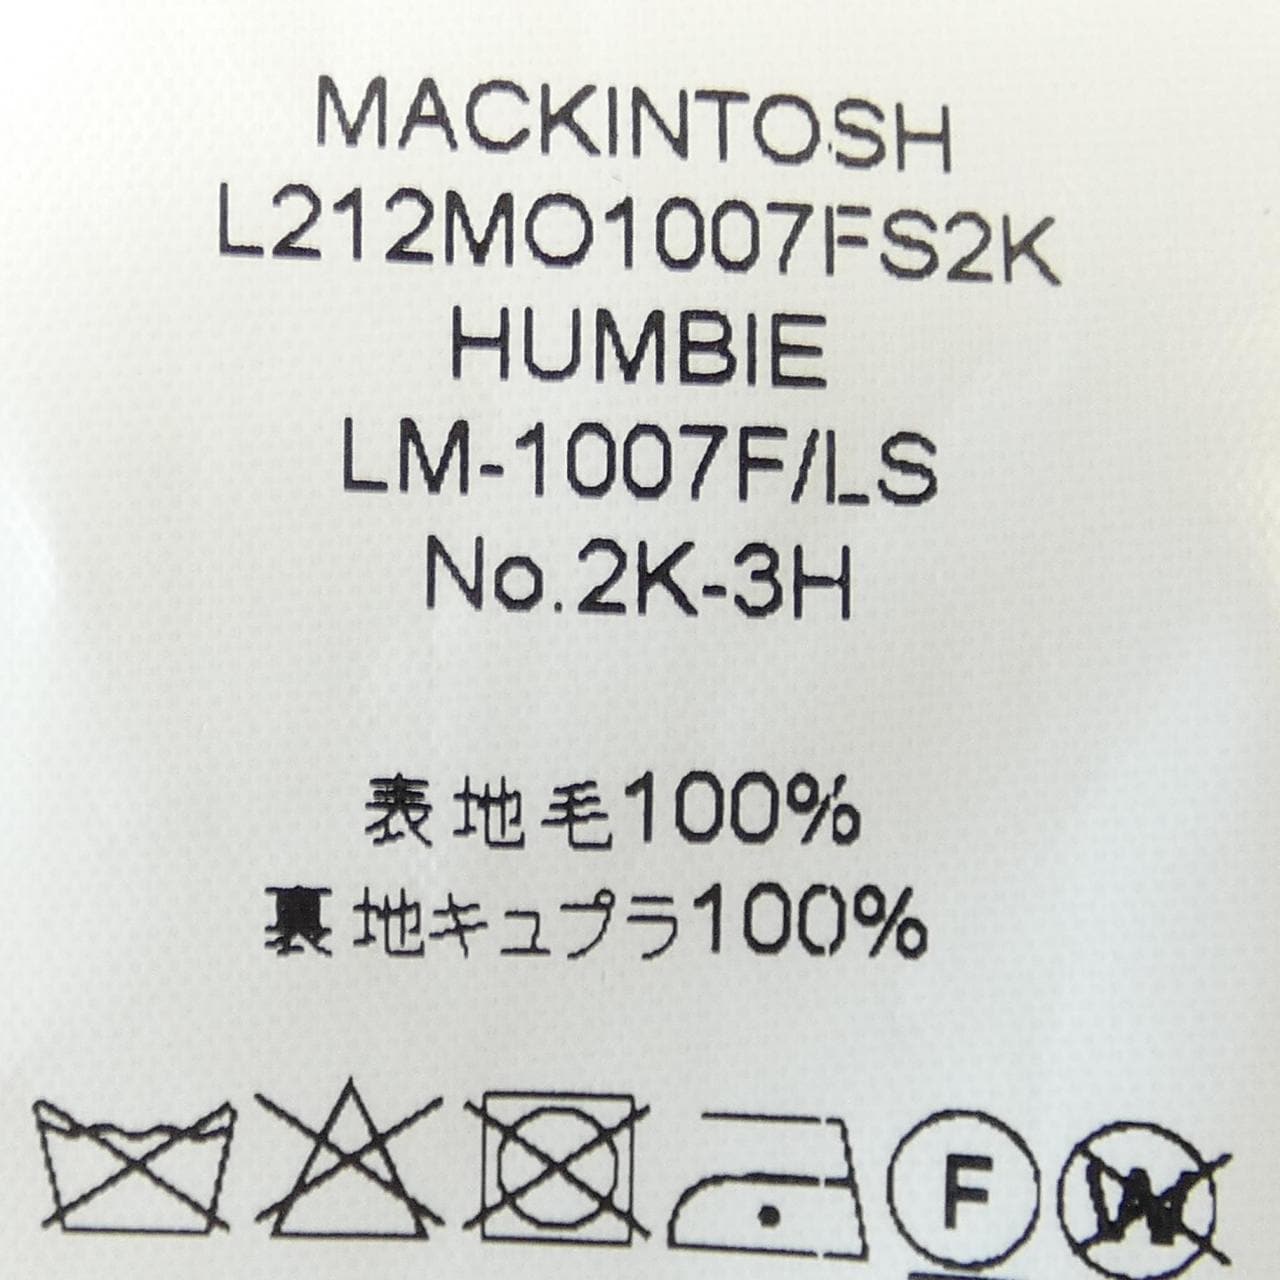 MACKINTOSH
L212MO1007FS2K
HUMBIE
LM-1007F/LS
No.2K-3H
表地毛100%
裏地キュプラ100%
F W